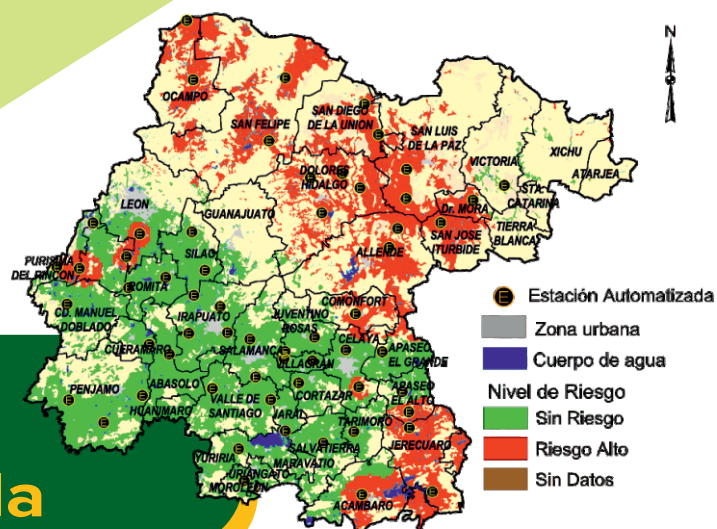 N
OCAMPO
SAN FELIPE
SAN DIEGO
DE LA UNION
SAN LUIS
DE LA PAZ
VICTORIA
XICHU
ATARJEA
STA.
CATARINA
TIERRA
BLANCA
DOLORES
HIDALGO
Dr. MORA
SAN JOSE
ITURBIDE
LEON
GUANAJUATO
ALLENDE
SILAO
PURISIMA
DEL RINCON
ROMITA
CD. MANUEL
DOBLADO
IRAPUATO
COMONFORT
JUVENTINO
ROSAS
CELAYA
APASEO
EL GRANDE
CUERAMARO
SALAMANCA
VILLAGRAN
PENJAMO
ABASOLO
HUANIMARO
VALLE DE
SANTIAGO
CORTAZAR
APASEO
EL ALTO
JARAL
TARIMORO
JERECUARO
SALVATIERRA
YURIRIA
MARAVATIO
URIANGATO
MOROLEON
ACAMBARO
E Estación Automatizada
Zona urbana
Cuerpo de agua
Nivel de Riesgo
Sin Riesgo
Riesgo Alto
Sin Datos
la